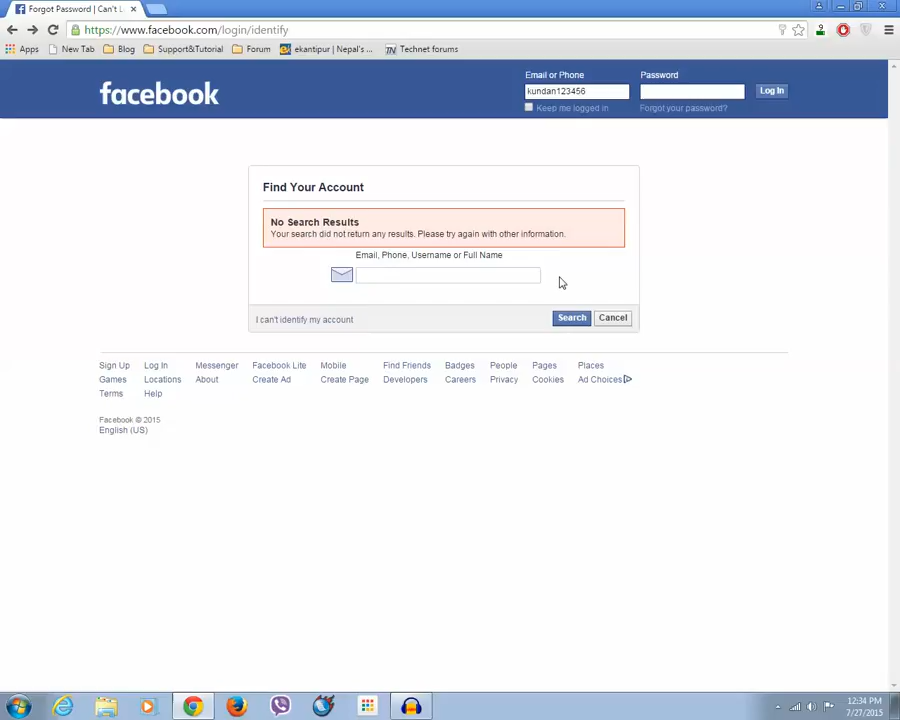 Forgot Password | Can't L
https://www.facebook.com/login/identify
Apps New Tab Blog Support&Tutorial Forum ekantipur | Nepal's ... Technet forums
facebook
Email or Phone Password
kundan123456 Log In
Keep me logged in Forgot your password?
Find Your Account
No Search Results
Your search did not return any results. Please try again with other information.
Email, Phone, Username or Full Name
I can't identify my account Search Cancel
Sign Up Log In Messenger Facebook Lite Mobile Find Friends Badges People Pages Places
Games Locations About Create Ad Create Page Developers Careers Privacy Cookies Ad Choices
Terms Help
Facebook © 2015
English (US)
12:34 PM
7/27/2015